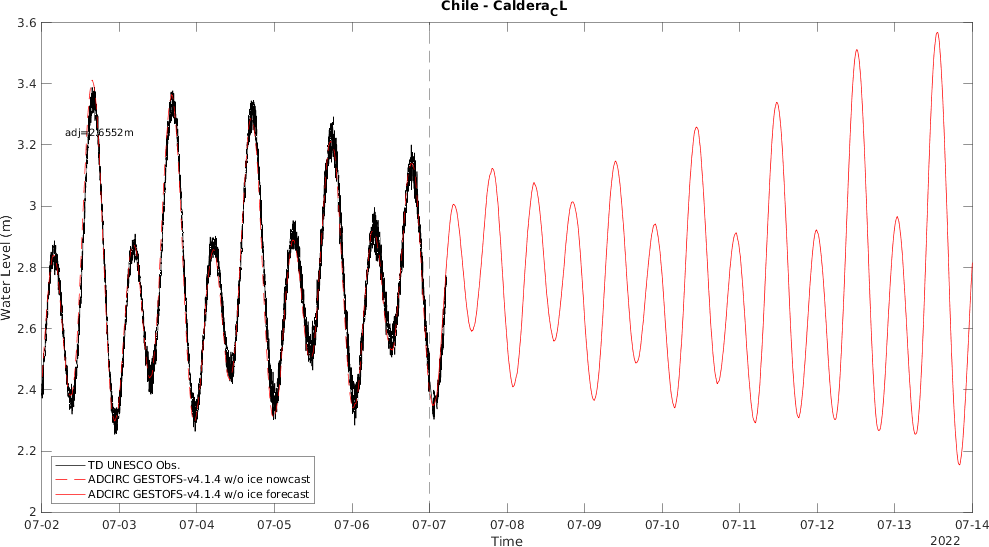 Chile - Caldera_CL
3.6
3.4
3.2
3
2.8
2.6
2.4
2.2
2
Water Level (m)
adj=2.6552m
TD UNESCO Obs.
ADCIRC GESTOFS-v4.1.4 w/o ice nowcast
ADCIRC GESTOFS-v4.1.4 w/o ice forecast
07-02 07-03 07-04 07-05 07-06 07-07 07-08 07-09 07-10 07-11 07-12 07-13 07-14
Time
2022